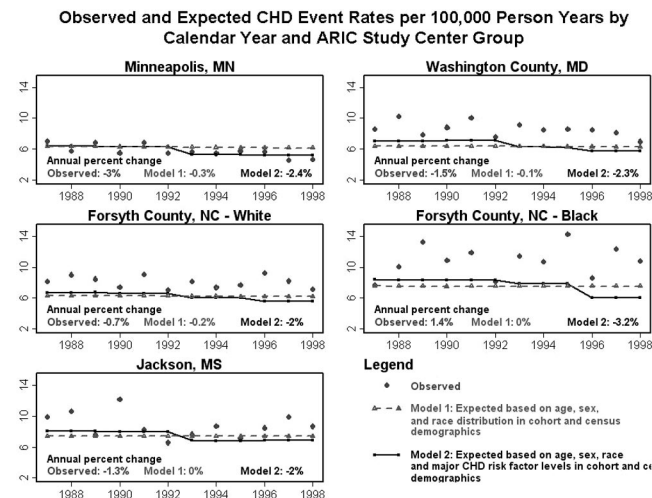 Observed and Expected CHD Event Rates per 100,000 Person Years by
Calendar Year and ARIC Study Center Group
Minneapolis, MN
14
10
6
2
Annual percent change
Observed: -3% Model 1: -0.3% Model 2: -2.4%
1988 1990 1992 1994 1996 1998
Washington County, MD
14
10
6
2
Annual percent change
Observed: -1.5% Model 1: -0.1% Model 2: -2.3%
1988 1990 1992 1994 1996 1998
Forsyth County, NC - White
14
10
6
2
Annual percent change
Observed: -0.7% Model 1: -0.2% Model 2: -2%
1988 1990 1992 1994 1996 1998
Forsyth County, NC - Black
14
10
6
2
Annual percent change
Observed: 1.4% Model 1: 0% Model 2: -3.2%
1988 1990 1992 1994 1996 1998
Jackson, MS
14
10
6
2
Annual percent change
Observed: -1.3% Model 1: 0% Model 2: -2%
1988 1990 1992 1994 1996 1998
Legend
Observed
Model 1: Expected based on age, sex,
and race distribution in cohort and census
demographics
Model 2: Expected based on age, sex, race
and major CHD risk factor levels in cohort and ce
demographics